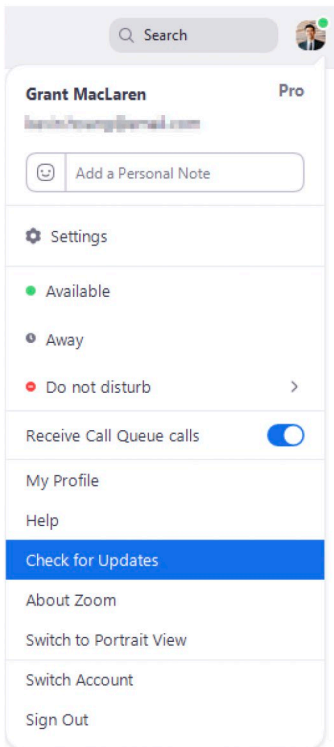 Search
Grant MacLaren Pro
Add a Personal Note
Settings
Available
Away
Do not disturb
Receive Call Queue calls
My Profile
Help
Check for Updates
About Zoom
Switch to Portrait View
Switch Account
Sign Out